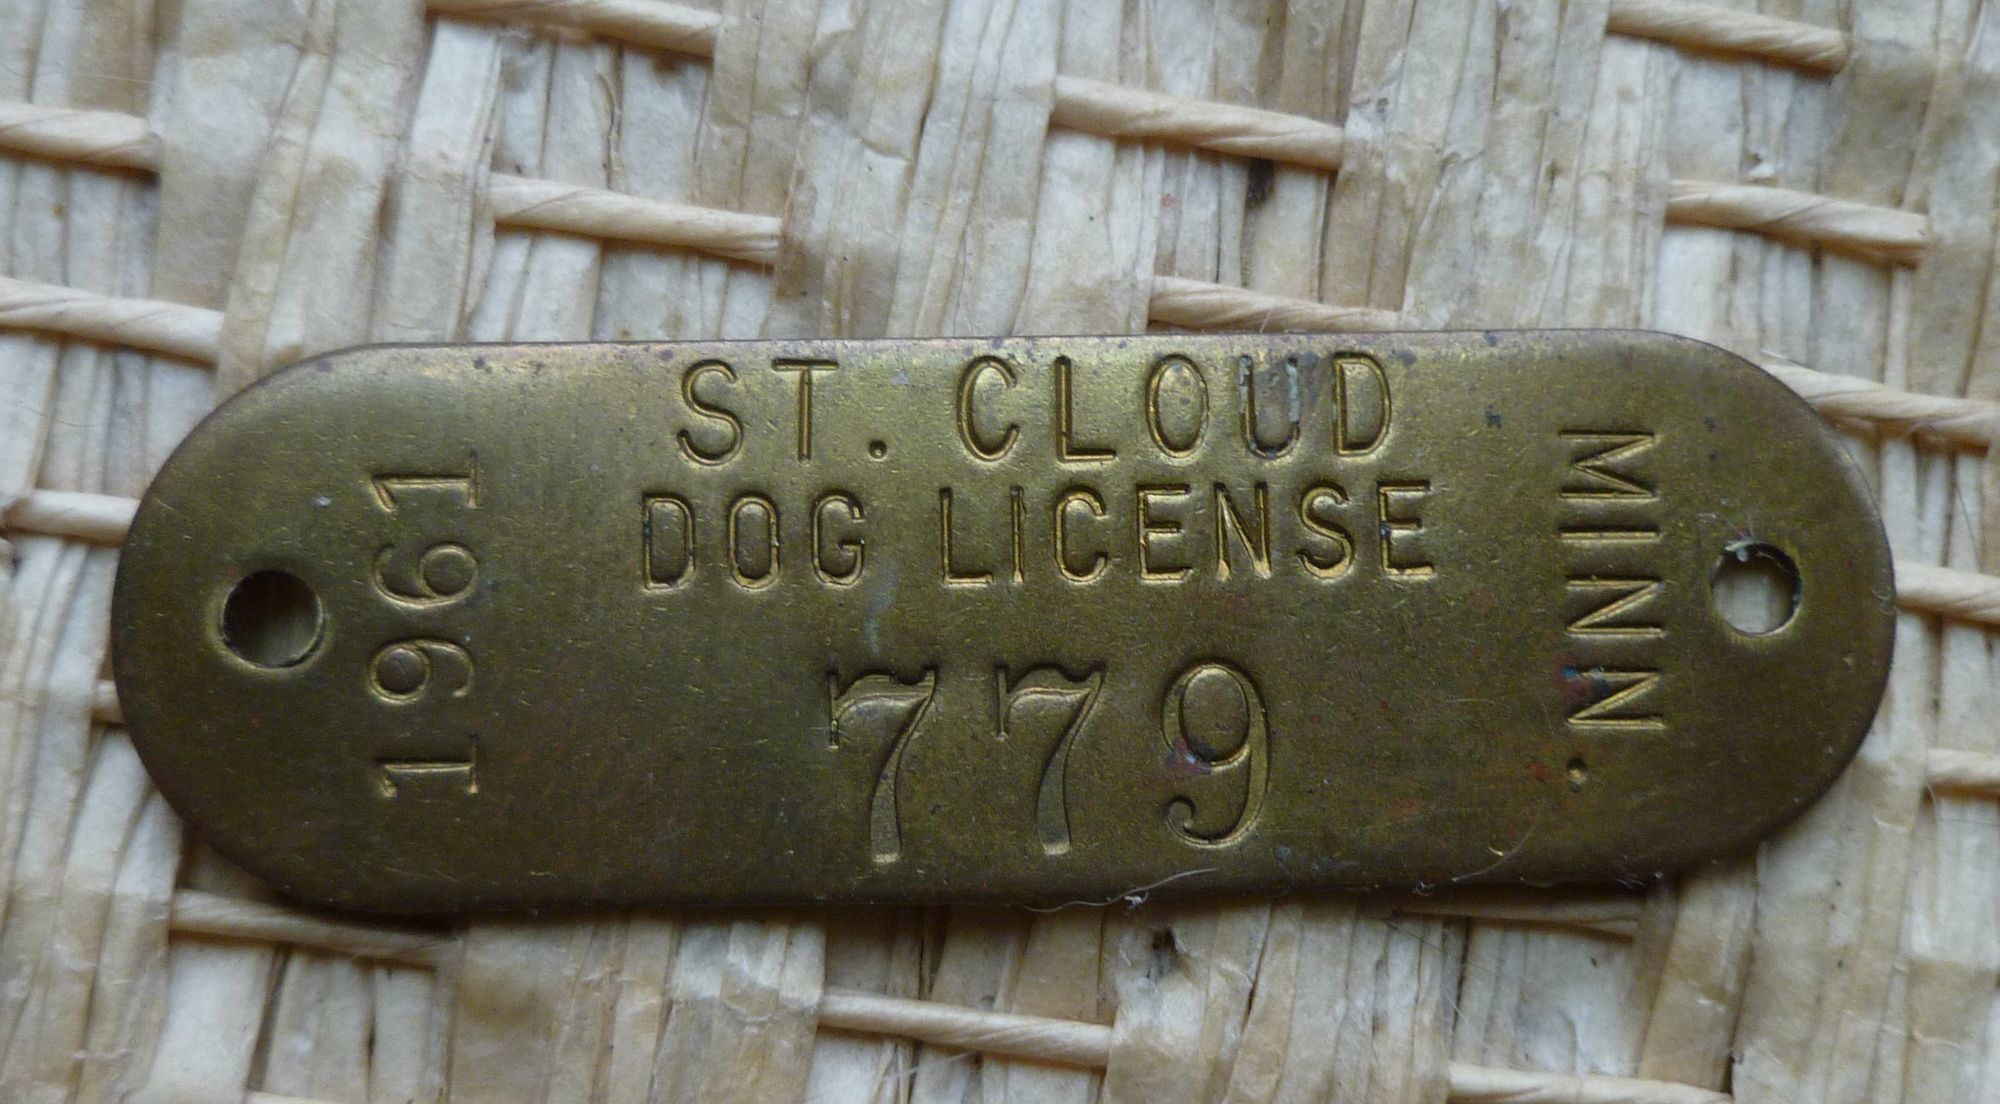 1961
ST. CLOUD
DOG LICENSE
779
MINN.